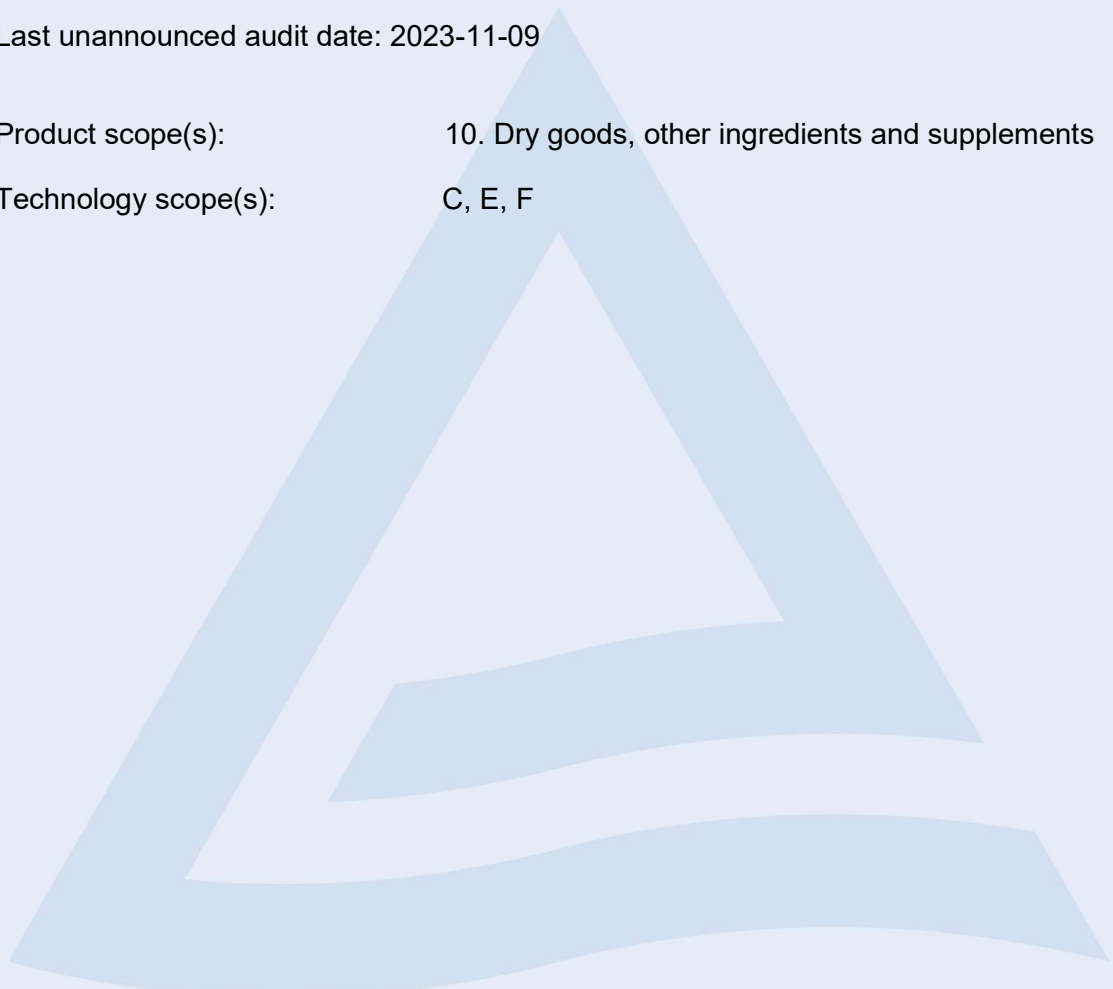 Last unannounced audit date: 2023-11-09
Product scope(s): 10. Dry goods, other ingredients and supplements
Technology scope(s): C, E, F